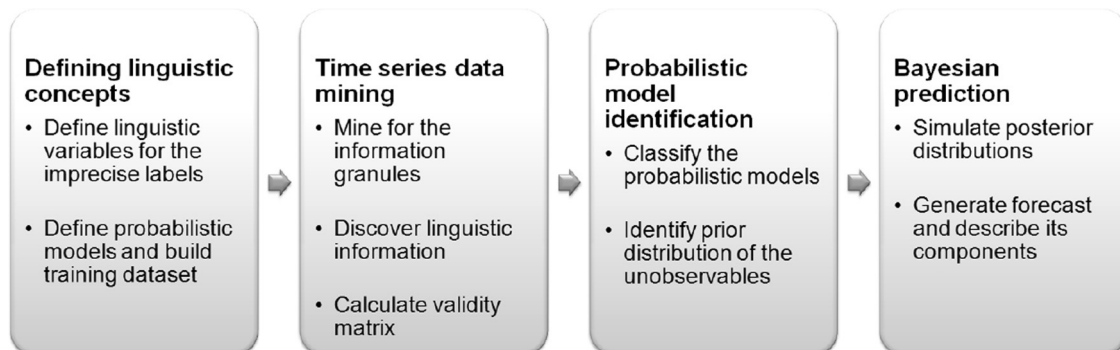 Defining linguistic
concepts
• Define linguistic
variables for the
imprecise labels
• Define probabilistic
models and build
training dataset
Time series data
mining
• Mine for the
information
granules
• Discover linguistic
information
• Calculate validity
matrix
Probabilistic
model
identification
• Classify the
probabilistic models
• Identify prior
distribution of the
unobservables
Bayesian
prediction
• Simulate posterior
distributions
• Generate forecast
and describe its
components